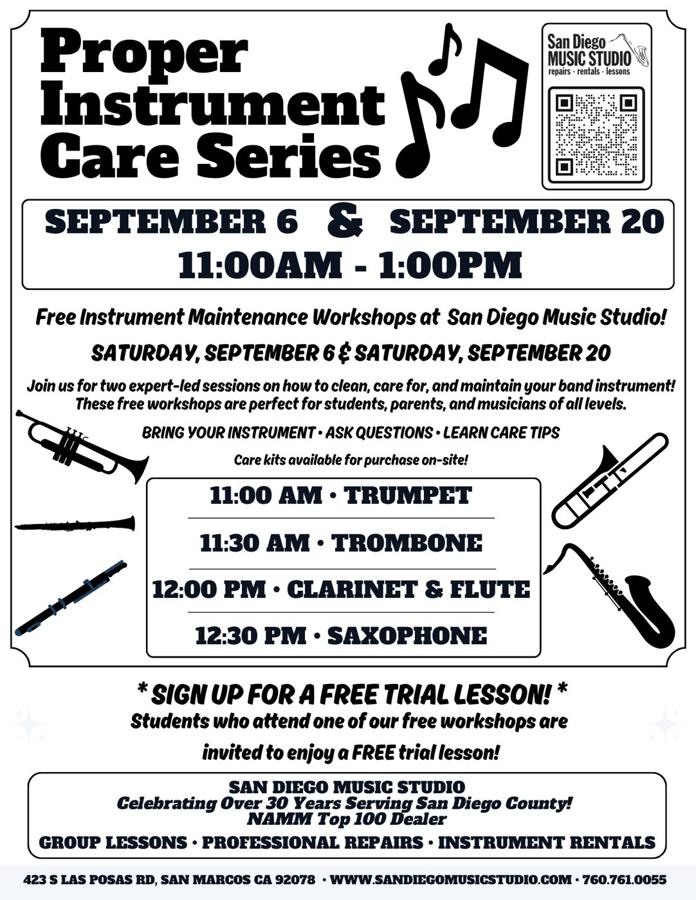 Proper
Instrument
Care Series
San Diego
MUSIC STUDIO
repairs · rentals · lessons
SEPTEMBER 6 & SEPTEMBER 20
11:00AM - 1:00PM
Free Instrument Maintenance Workshops at San Diego Music Studio!
SATURDAY, SEPTEMBER 6 & SATURDAY, SEPTEMBER 20
Join us for two expert-led sessions on how to clean, care for, and maintain your band instrument!
These free workshops are perfect for students, parents, and musicians of all levels.
BRING YOUR INSTRUMENT • ASK QUESTIONS • LEARN CARE TIPS
Care kits available for purchase on-site!
11:00 AM • TRUMPET
11:30 AM • TROMBONE
12:00 PM • CLARINET & FLUTE
12:30 PM • SAXOPHONE
* SIGN UP FOR A FREE TRIAL LESSON! *
Students who attend one of our free workshops are
invited to enjoy a FREE trial lesson!
SAN DIEGO MUSIC STUDIO
Celebrating Over 30 Years Serving San Diego County!
NAMM Top 100 Dealer
GROUP LESSONS • PROFESSIONAL REPAIRS • INSTRUMENT RENTALS
423 S LAS POSAS RD, SAN MARCOS CA 92078 • WWW.SANDIEGOMUSICSTUDIO.COM • 760.761.0055